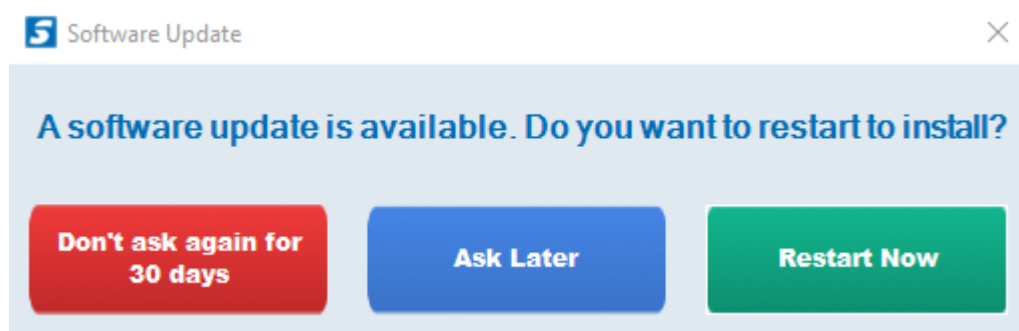 Software Update
A software update is available. Do you want to restart to install?
Don't ask again for
30 days
Ask Later
Restart Now